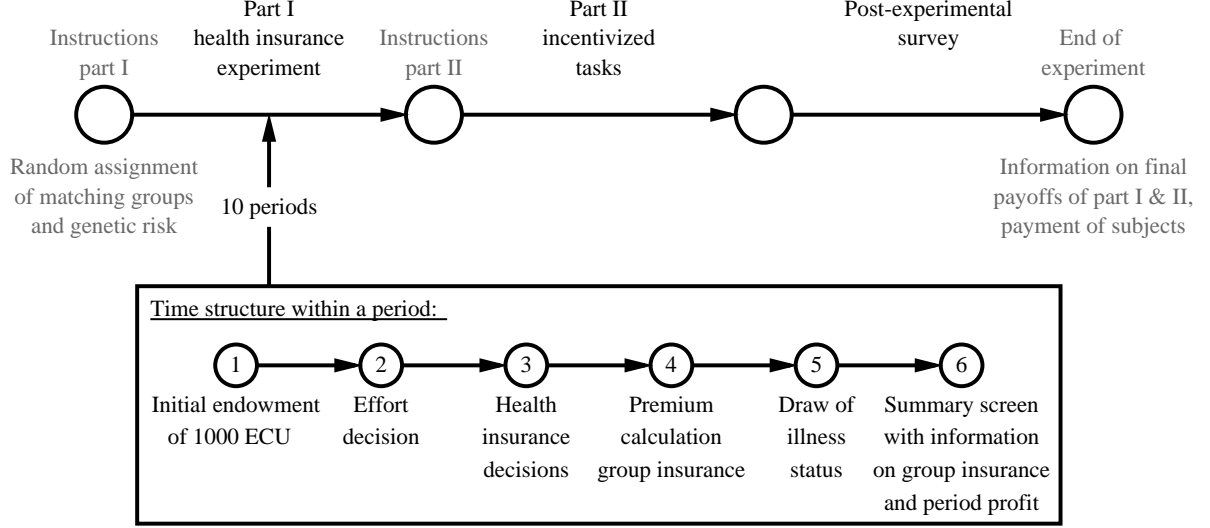 Part I
health insurance
experiment
Part II
incentivized
tasks
Post-experimental
survey
Instructions
part I
Instructions
part II
End of
experiment
Random assignment
of matching groups
and genetic risk
10 periods
Information on final
payoffs of part I & II,
payment of subjects
Time structure within a period:
1
2
3
4
5
6
Initial endowment
of 1000 ECU
Effort
decision
Health
insurance
decisions
Premium
calculation
group insurance
Draw of
illness
status
Summary screen
with information
on group insurance
and period profit